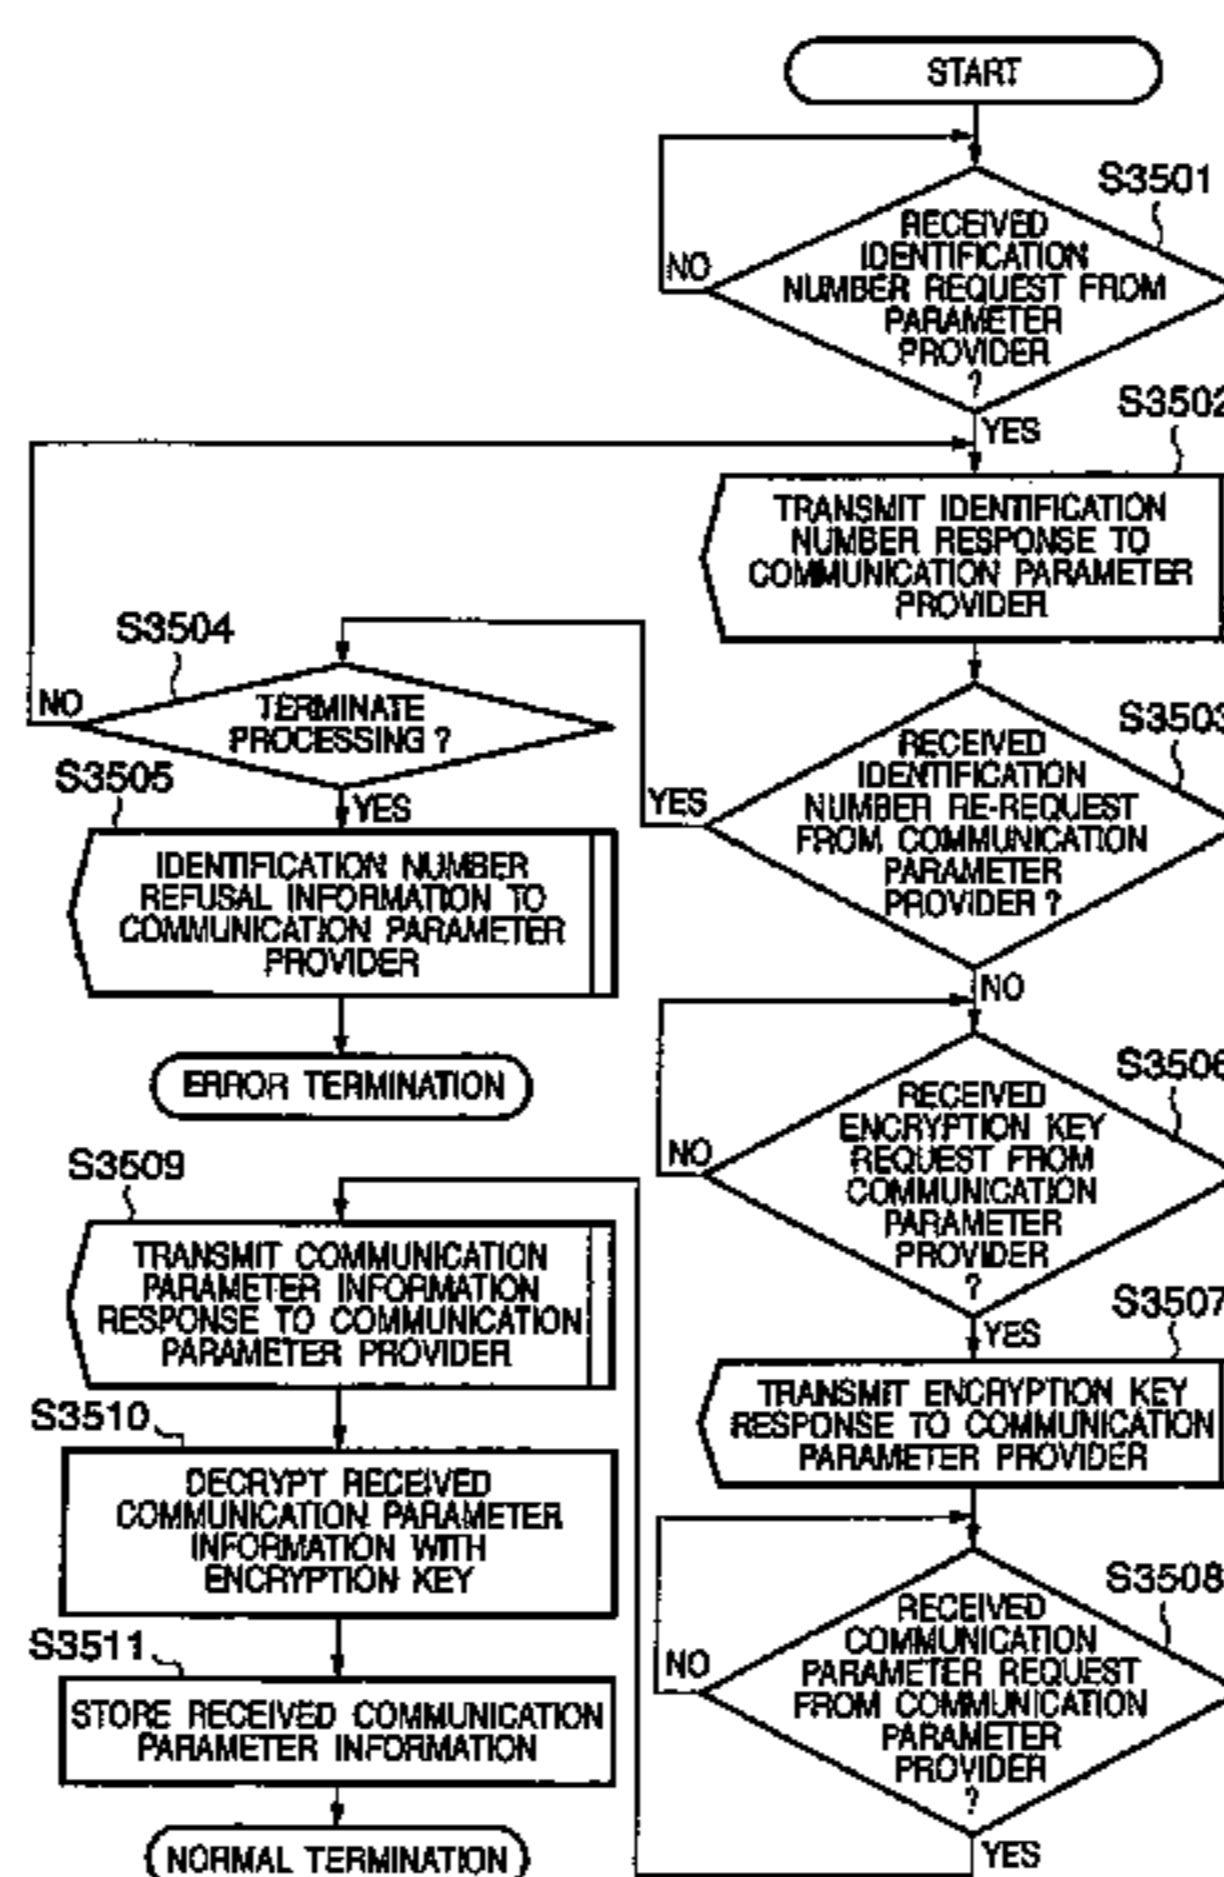 START
S3501
RECEIVED
IDENTIFICATION
NUMBER REQUEST FROM
PARAMETER
PROVIDER
?
NO
YES
S3502
TRANSMIT IDENTIFICATION
NUMBER RESPONSE TO
COMMUNICATION PARAMETER
PROVIDER
S3503
RECEIVED
IDENTIFICATION
NUMBER RE-REQUEST
FROM COMMUNICATION
PARAMETER
PROVIDER ?
YES
NO
S3504
TERMINATE
PROCESSING ?
NO
YES
S3505
IDENTIFICATION NUMBER
REFUSAL INFORMATION TO
COMMUNICATION PARAMETER
PROVIDER
ERROR TERMINATION
S3506
RECEIVED
ENCRYPTION KEY
REQUEST FROM
COMMUNICATION
PARAMETER
PROVIDER
?
NO
YES
S3507
TRANSMIT ENCRYPTION KEY
RESPONSE TO COMMUNICATION
PARAMETER PROVIDER
S3508
RECEIVED
COMMUNICATION
PARAMETER REQUEST
FROM COMMUNICATION
PARAMETER
PROVIDER
?
NO
YES
S3509
TRANSMIT COMMUNICATION
PARAMETER INFORMATION
RESPONSE TO COMMUNICATION
PARAMETER PROVIDER
S3510
DECRYPT RECEIVED
COMMUNICATION PARAMETER
INFORMATION WITH
ENCRYPTION KEY
S3511
STORE RECEIVED COMMUNICATION
PARAMETER INFORMATION
NORMAL TERMINATION